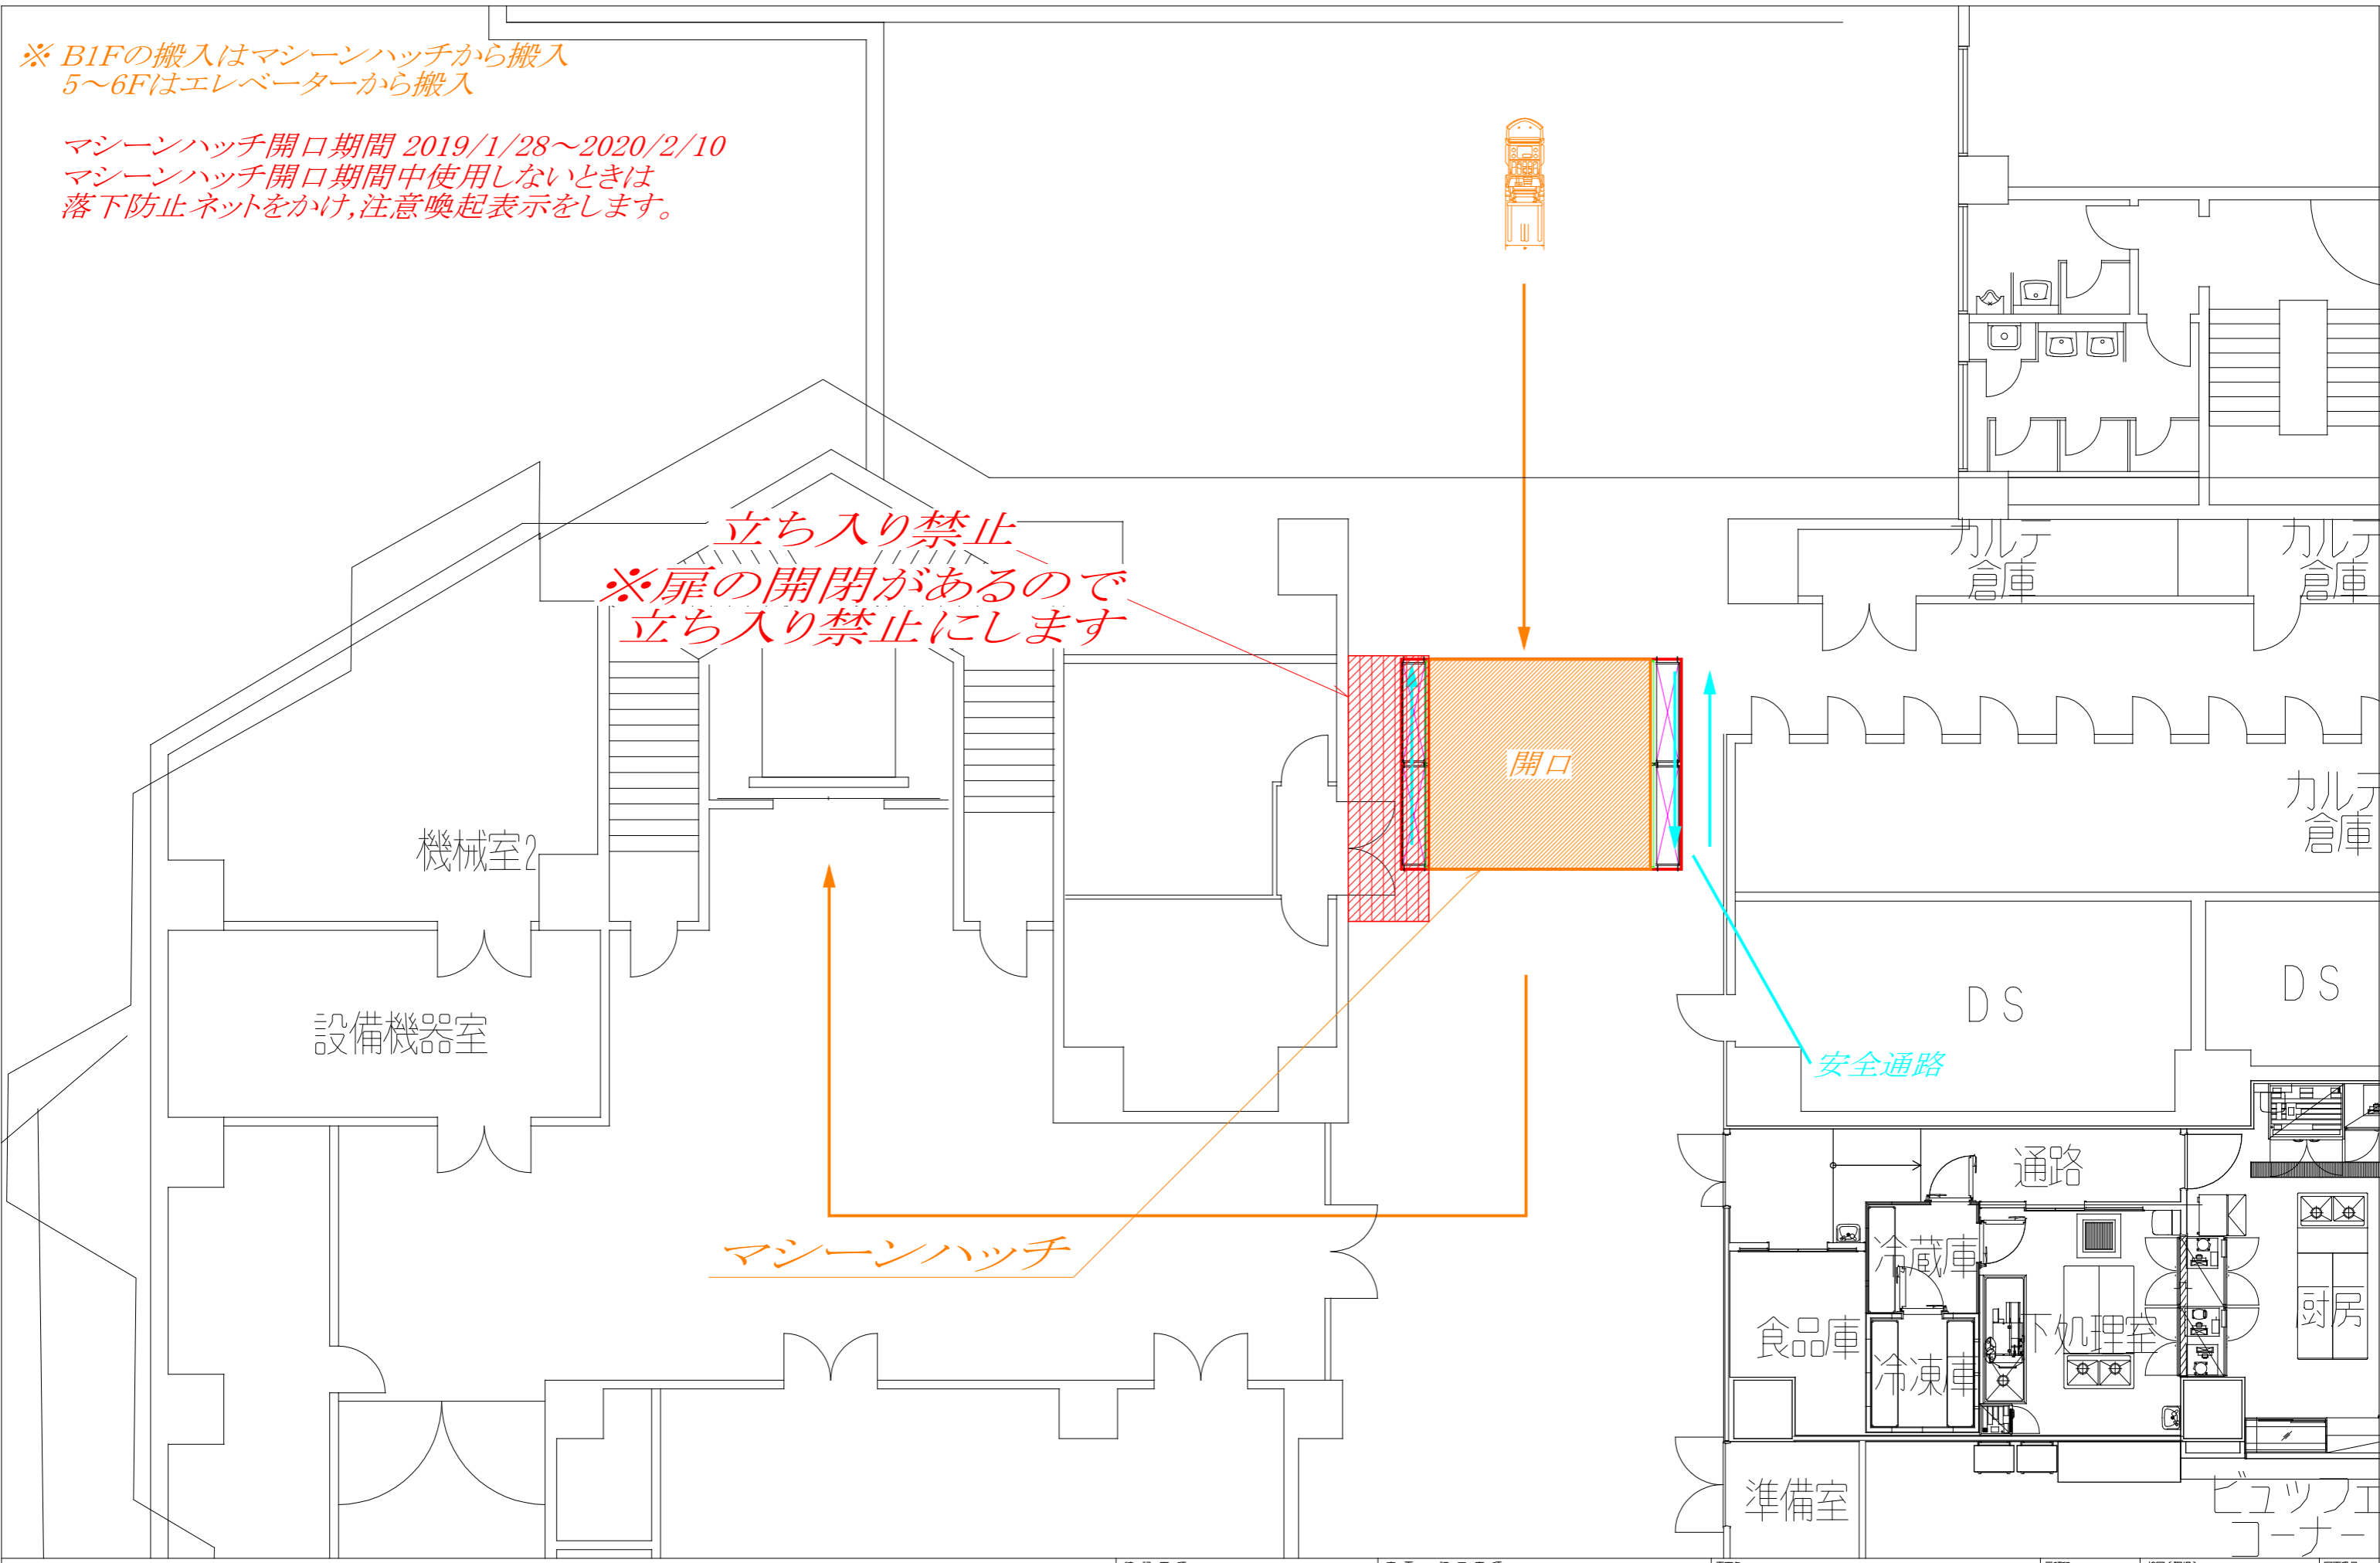 ※ B1Fの搬入はマシーンハッチから搬入
5～6Fはエレベーターから搬入
マシーンハッチ開口期間 2019/1/28～2020/2/10
マシーンハッチ開口期間中使用しないときは
落下防止ネットをかけ,注意喚起表示をします。
立ち入り禁止
※扉の開閉があるので
立ち入り禁止にします
カルテ
倉庫
カルテ
倉庫
開口
カルテ
倉庫
機械室2
設備機器室
DS
DS
安全通路
通路
マシーンハッチ
冷蔵庫
食品庫
下処理室
厨房
冷凍庫
準備室
ビュッフェ
コーナー